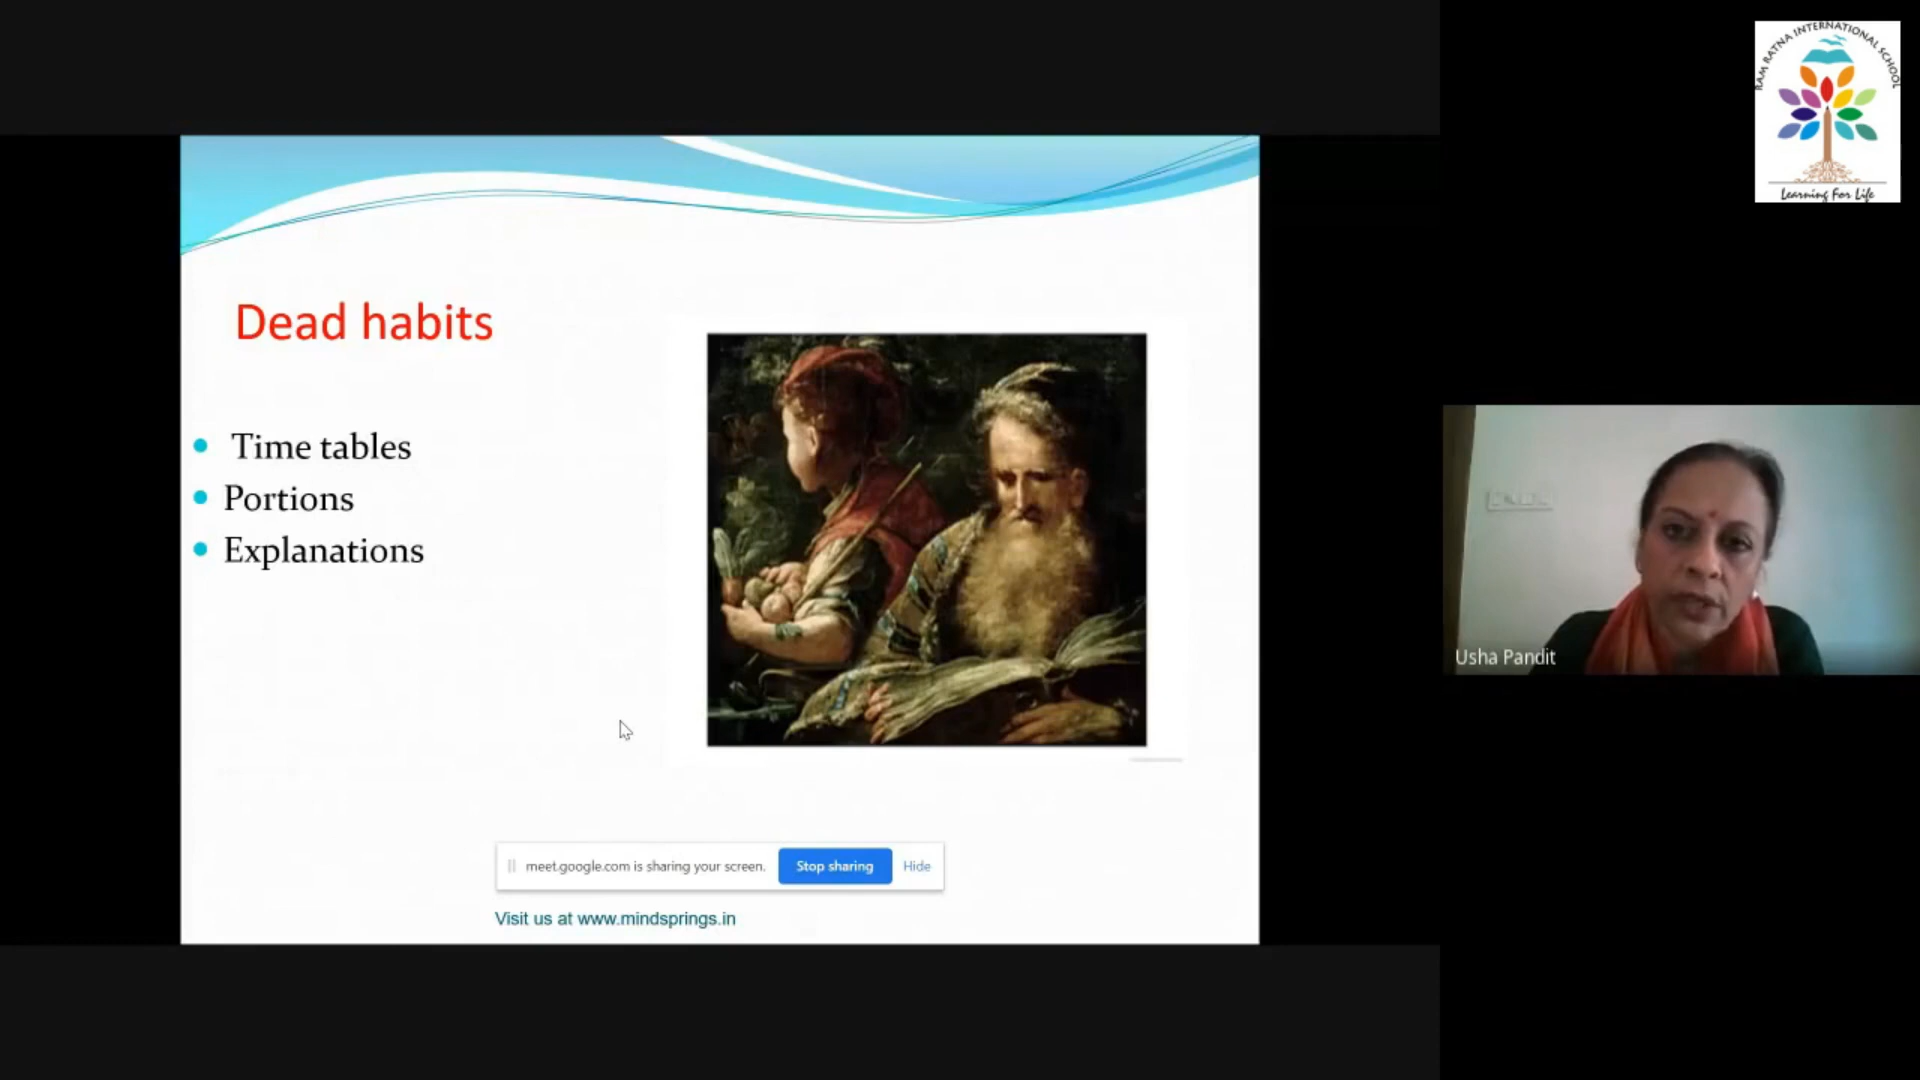 RAM RATNA INTERNATIONAL SCHOOL
Learning For Life
Dead habits
Time tables
Portions
Explanations
Usha Pandit
meet.google.com is sharing your screen. Stop sharing Hide
Visit us at www.mindsprings.in